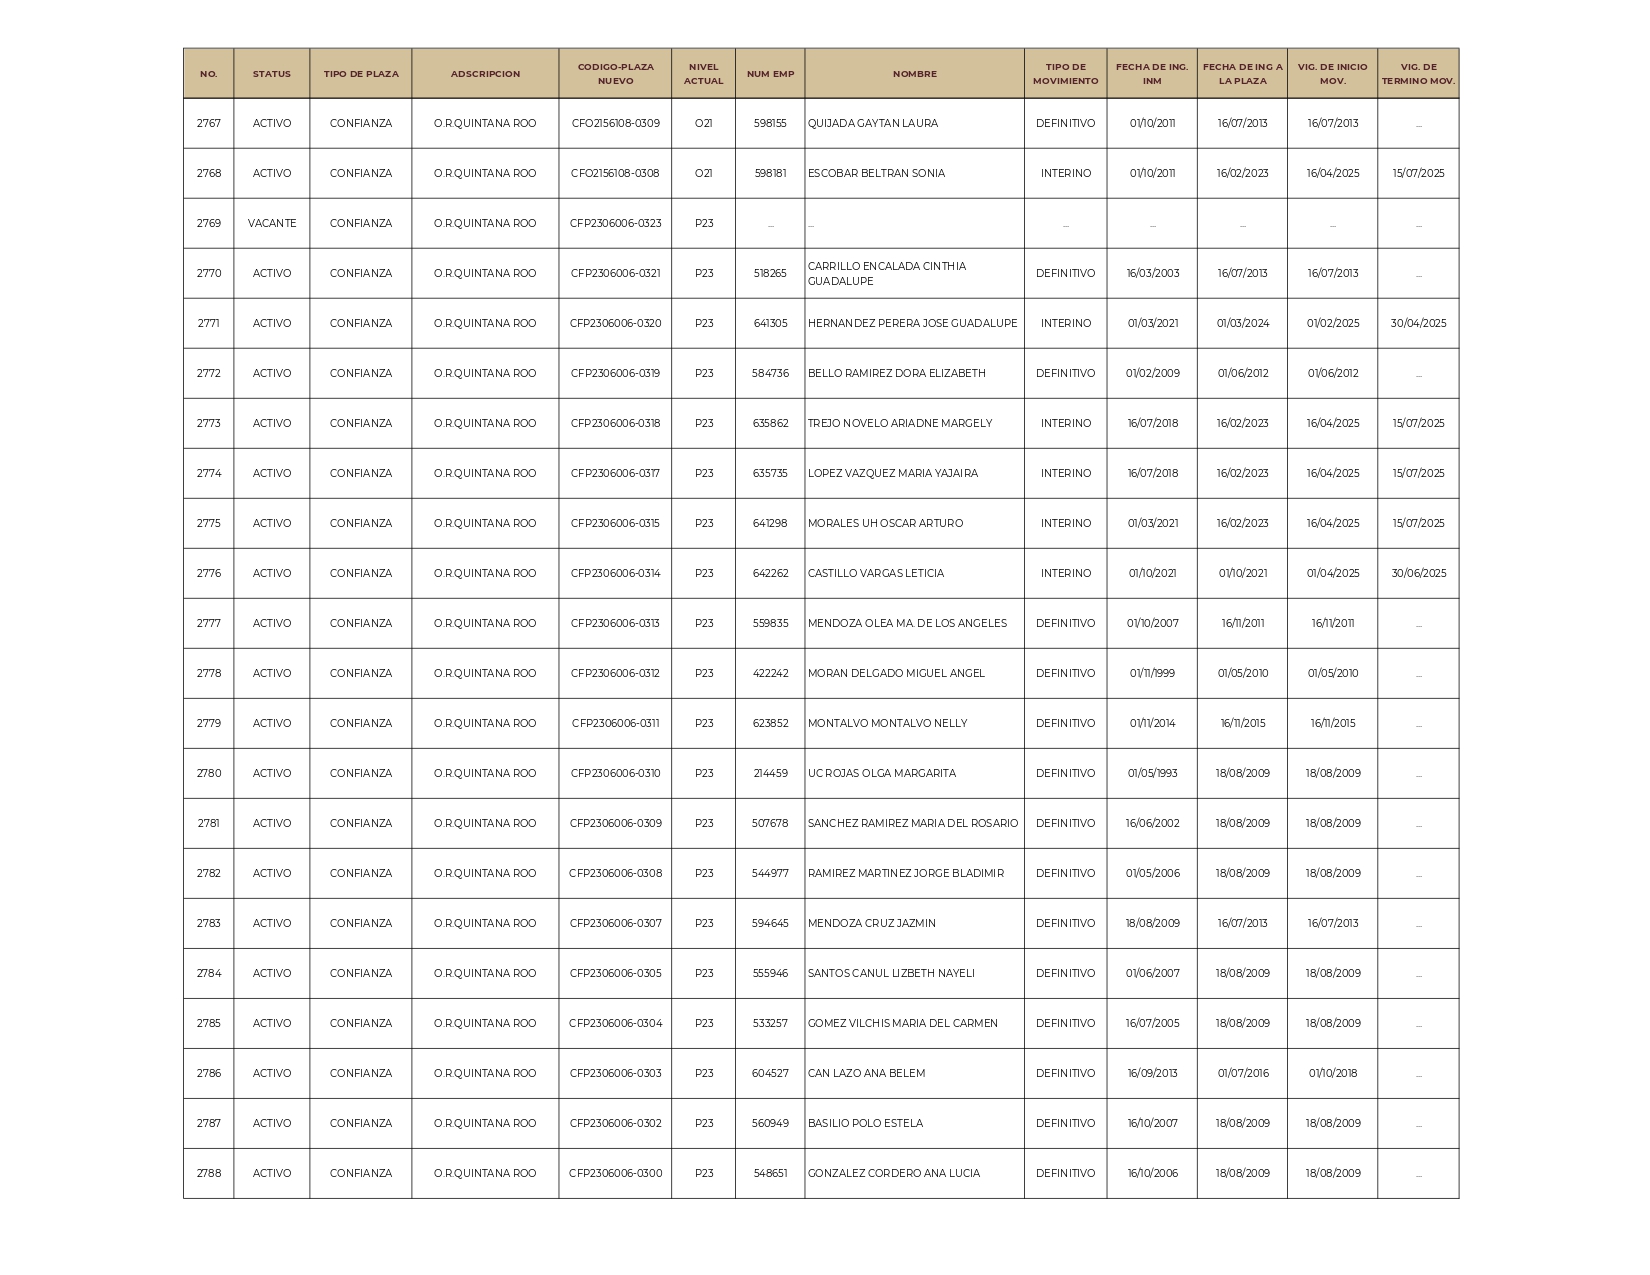 NO. STATUS TIPO DE PLAZA ADSCRIPCION CODIGO-PLAZA NUEVO NIVEL ACTUAL NUM EMP NOMBRE TIPO DE MOVIMIENTO FECHA DE ING. INM FECHA DE ING A LA PLAZA VIG. DE INICIO MOV. VIG. DE TERMINO MOV.
2767 ACTIVO CONFIANZA O.R.QUINTANA ROO CFO2156108-0309 O21 598155 QUIJADA GAYTAN LAURA DEFINITIVO 01/10/2011 16/07/2013 16/07/2013 ...
2768 ACTIVO CONFIANZA O.R.QUINTANA ROO CFO2156108-0308 O21 598181 ESCOBAR BELTRAN SONIA INTERINO 01/10/2011 16/02/2023 16/04/2025 15/07/2025
2769 VACANTE CONFIANZA O.R.QUINTANA ROO CFP2306006-0323 P23 ... ... ... ... ... ... ...
2770 ACTIVO CONFIANZA O.R.QUINTANA ROO CFP2306006-0321 P23 518265 CARRILLO ENCALADA CINTHIA GUADALUPE DEFINITIVO 16/03/2003 16/07/2013 16/07/2013 ...
2771 ACTIVO CONFIANZA O.R.QUINTANA ROO CFP2306006-0320 P23 641305 HERNANDEZ PERERA JOSE GUADALUPE INTERINO 01/03/2021 01/03/2024 01/02/2025 30/04/2025
2772 ACTIVO CONFIANZA O.R.QUINTANA ROO CFP2306006-0319 P23 584736 BELLO RAMIREZ DORA ELIZABETH DEFINITIVO 01/02/2009 01/06/2012 01/06/2012 ...
2773 ACTIVO CONFIANZA O.R.QUINTANA ROO CFP2306006-0318 P23 635862 TREJO NOVELO ARIADNE MARGELY INTERINO 16/07/2018 16/02/2023 16/04/2025 15/07/2025
2774 ACTIVO CONFIANZA O.R.QUINTANA ROO CFP2306006-0317 P23 635735 LOPEZ VAZQUEZ MARIA YAJAIRA INTERINO 16/07/2018 16/02/2023 16/04/2025 15/07/2025
2775 ACTIVO CONFIANZA O.R.QUINTANA ROO CFP2306006-0315 P23 641298 MORALES UH OSCAR ARTURO INTERINO 01/03/2021 16/02/2023 16/04/2025 15/07/2025
2776 ACTIVO CONFIANZA O.R.QUINTANA ROO CFP2306006-0314 P23 642262 CASTILLO VARGAS LETICIA INTERINO 01/10/2021 01/10/2021 01/04/2025 30/06/2025
2777 ACTIVO CONFIANZA O.R.QUINTANA ROO CFP2306006-0313 P23 559835 MENDOZA OLEA MA. DE LOS ANGELES DEFINITIVO 01/10/2007 16/11/2011 16/11/2011 ...
2778 ACTIVO CONFIANZA O.R.QUINTANA ROO CFP2306006-0312 P23 422242 MORAN DELGADO MIGUEL ANGEL DEFINITIVO 01/11/1999 01/05/2010 01/05/2010 ...
2779 ACTIVO CONFIANZA O.R.QUINTANA ROO CFP2306006-0311 P23 623852 MONTALVO MONTALVO NELLY DEFINITIVO 01/11/2014 16/11/2015 16/11/2015 ...
2780 ACTIVO CONFIANZA O.R.QUINTANA ROO CFP2306006-0310 P23 214459 UC ROJAS OLGA MARGARITA DEFINITIVO 01/05/1993 18/08/2009 18/08/2009 ...
2781 ACTIVO CONFIANZA O.R.QUINTANA ROO CFP2306006-0309 P23 507678 SANCHEZ RAMIREZ MARIA DEL ROSARIO DEFINITIVO 16/06/2002 18/08/2009 18/08/2009 ...
2782 ACTIVO CONFIANZA O.R.QUINTANA ROO CFP2306006-0308 P23 544977 RAMIREZ MARTINEZ JORGE BLADIMIR DEFINITIVO 01/05/2006 18/08/2009 18/08/2009 ...
2783 ACTIVO CONFIANZA O.R.QUINTANA ROO CFP2306006-0307 P23 594645 MENDOZA CRUZ JAZMIN DEFINITIVO 18/08/2009 16/07/2013 16/07/2013 ...
2784 ACTIVO CONFIANZA O.R.QUINTANA ROO CFP2306006-0305 P23 555946 SANTOS CANUL LIZBETH NAYELI DEFINITIVO 01/06/2007 18/08/2009 18/08/2009 ...
2785 ACTIVO CONFIANZA O.R.QUINTANA ROO CFP2306006-0304 P23 533257 GOMEZ VILCHIS MARIA DEL CARMEN DEFINITIVO 16/07/2005 18/08/2009 18/08/2009 ...
2786 ACTIVO CONFIANZA O.R.QUINTANA ROO CFP2306006-0303 P23 604527 CAN LAZO ANA BELEM DEFINITIVO 16/09/2013 01/07/2016 01/10/2018 ...
2787 ACTIVO CONFIANZA O.R.QUINTANA ROO CFP2306006-0302 P23 560949 BASILIO POLO ESTELA DEFINITIVO 16/10/2007 18/08/2009 18/08/2009 ...
2788 ACTIVO CONFIANZA O.R.QUINTANA ROO CFP2306006-0300 P23 548651 GONZALEZ CORDERO ANA LUCIA DEFINITIVO 16/10/2006 18/08/2009 18/08/2009 ...